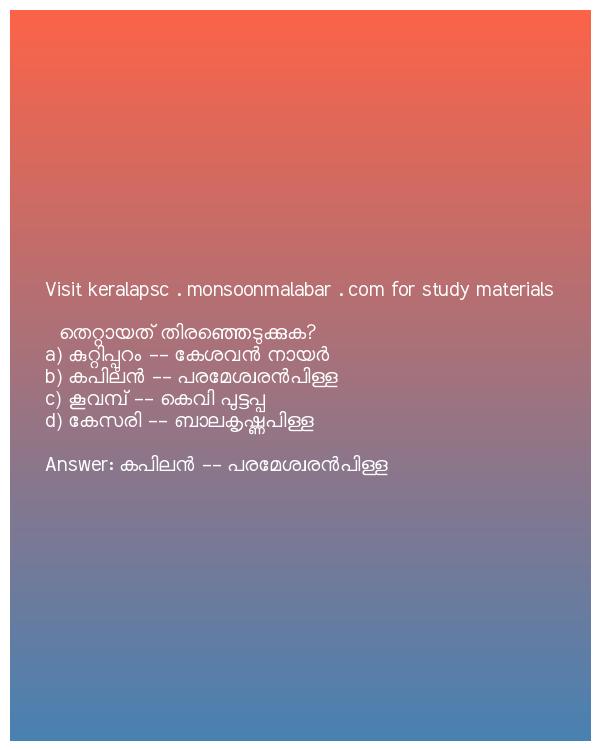 Visit keralapsc . monsoonmalabar . com for study materials
തെറ്റായത് തിരഞ്ഞെടുക്കുക?
a) കുറ്റിപ്പുറം -- കേശവൻ നായർ
b) കപിലൻ -- പരമേശ്വരൻപിള്ള
c) കൂവമ്പ് -- കെവി പുട്ടപ്പ
d) കേസരി -- ബാലകൃഷ്ണപിള്ള
Answer: കപിലൻ -- പരമേശ്വരൻപിള്ള